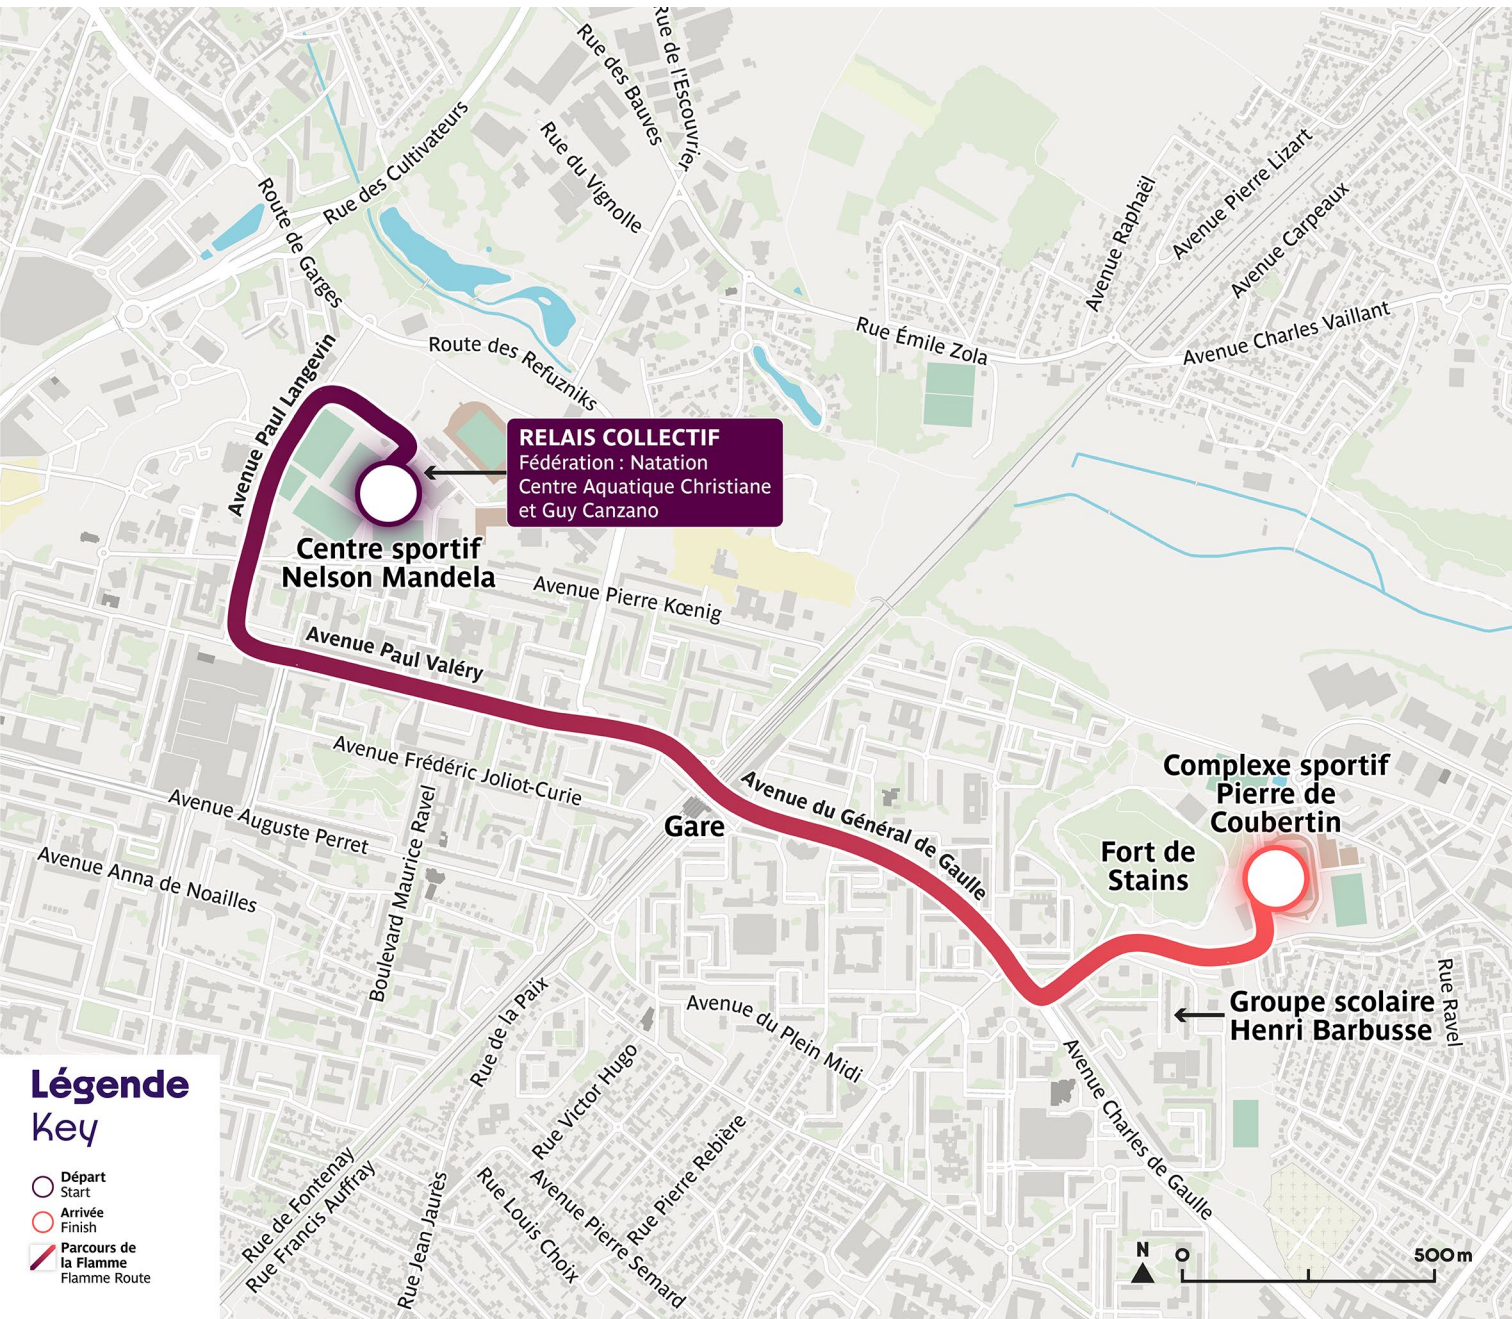 Rue des Bauves
Rue de l'Escouvrier
Rue des Cultivateurs
Rue du Vignolle
Route de Garges
Avenue Raphaël
Avenue Pierre Lizart
Avenue Carpeaux
Rue Émile Zola
Avenue Charles Vaillant
Avenue Paul Langevin
Route des Refuzniks
RELAIS COLLECTIF
Fédération : Natation
Centre Aquatique Christiane
et Guy Canzano
Centre sportif
Nelson Mandela
Avenue Pierre Kœnig
Avenue Paul Valéry
Avenue Frédéric Joliot-Curie
Avenue Auguste Perret
Avenue Anna de Noailles
Boulevard Maurice Ravel
Gare
Avenue du Général de Gaulle
Complexe sportif
Pierre de
Coubertin
Fort de
Stains
Groupe scolaire
Henri Barbusse
Rue Ravel
Avenue du Plein Midi
Rue de la Paix
Rue Victor Hugo
Avenue Charles de Gaulle
Rue Pierre Rebière
Avenue Pierre Semard
Rue Louis Choix
Rue Jean Jaurès
Rue de Fontenay
Rue Francis Auffray
Légende
Key
Départ
Start
Arrivée
Finish
Parcours de
la Flamme
Flamme Route
N
0
500m